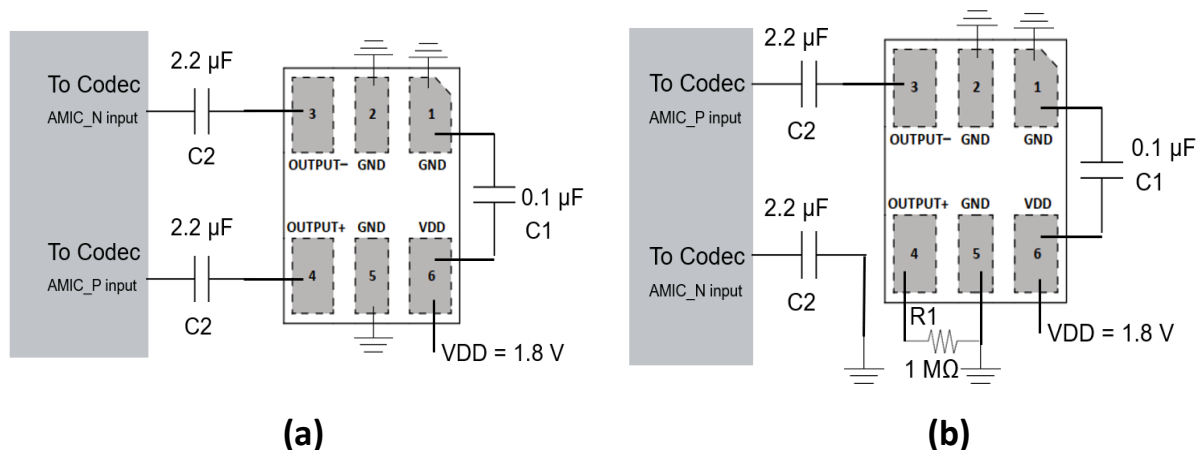 2.2 µF
To Codec
AMIC_N input
C2
3
2
1
OUTPUT−
GND
GND
0.1 µF
C1
2.2 µF
To Codec
AMIC_P input
C2
OUTPUT+
GND
VDD
4
5
6
VDD = 1.8 V
(a)
2.2 µF
To Codec
AMIC_P input
C2
3
2
1
OUTPUT−
GND
GND
0.1 µF
C1
2.2 µF
To Codec
AMIC_N input
C2
OUTPUT+
GND
VDD
4
5
6
R1
1 MΩ
VDD = 1.8 V
(b)